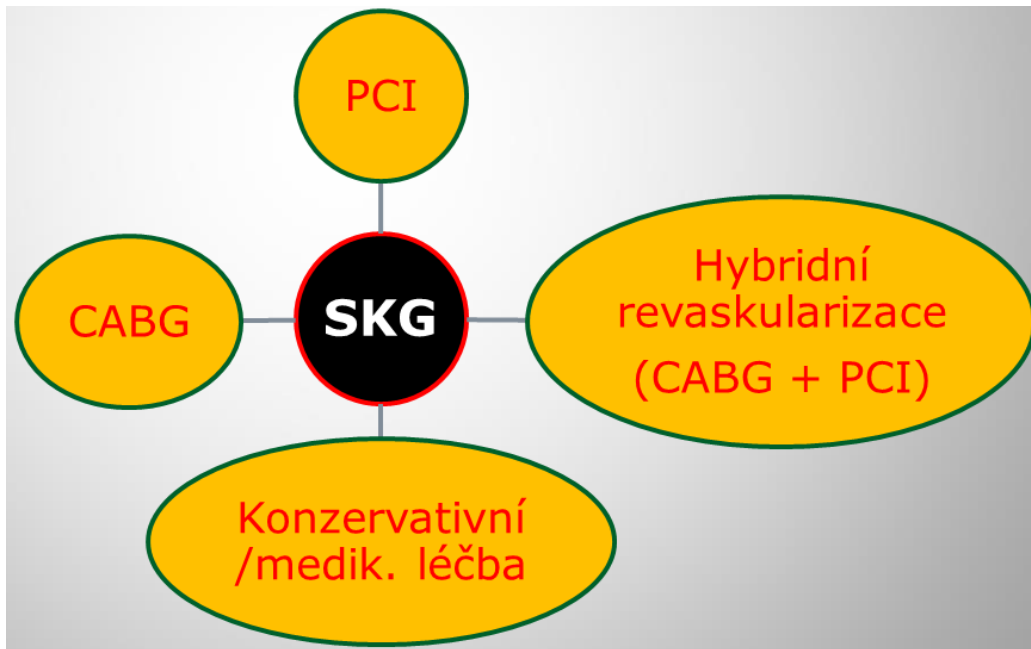 PCI
CABG
SKG
Hybridní
revaskularizace
(CABG + PCI)
Konzervativní
/medik. léčba